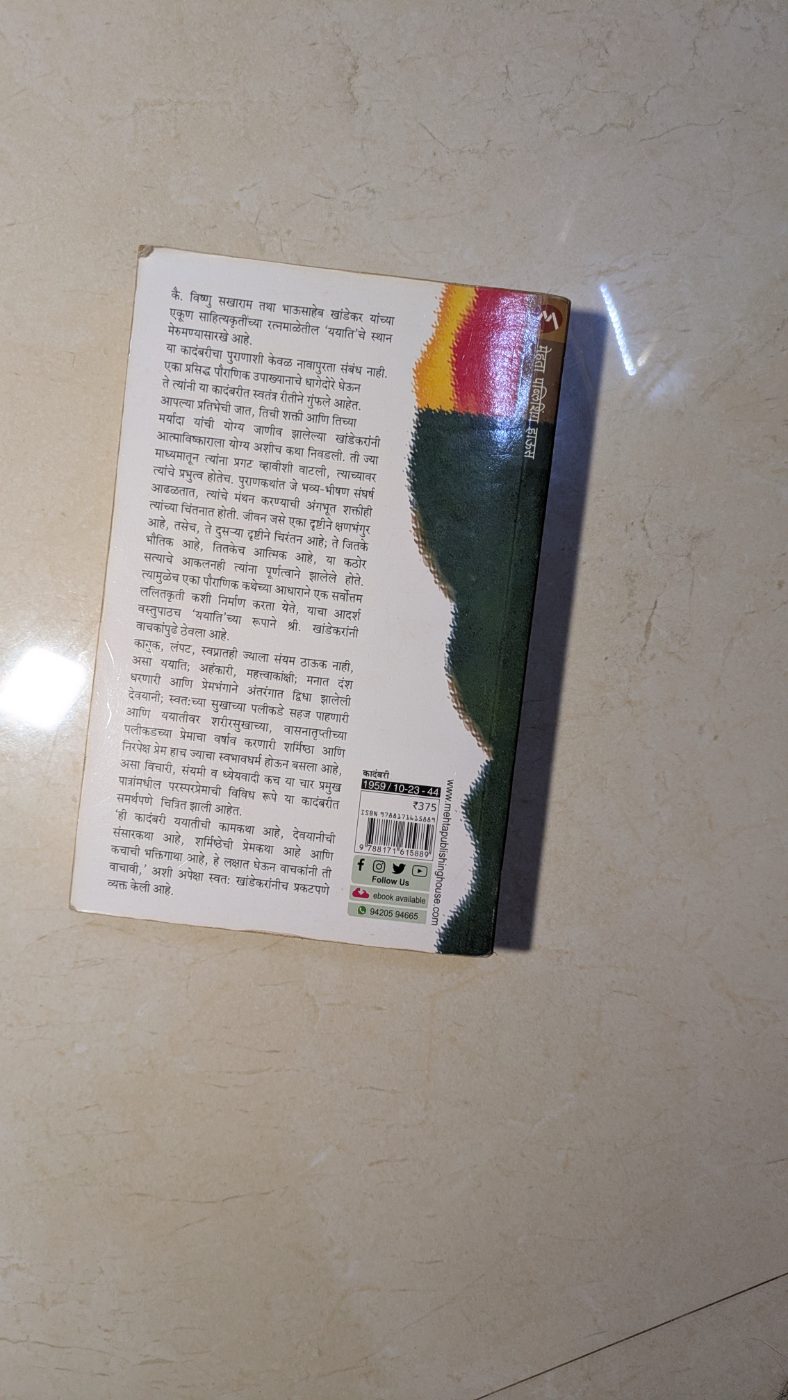 कै. विष्णु सखाराम तथा भाऊसाहेब खांडेकर यांच्या
एकूण साहित्यकृतींच्या रत्नमाळेतील 'ययाति'चे स्थान
मेरुमण्यासारखे आहे.
या कादंबरीचा पुराणाशी केवळ नावापुरता संबंध नाही.
एका प्रसिद्ध पौराणिक उपाख्यानाचे धागेदोरे घेऊन
ते त्यांनी या कादंबरीत स्वतंत्र रीतीने गुंफले आहेत.
आपल्या प्रतिभेची जात, तिची शक्ती आणि तिच्या
मर्यादा यांची योग्य जाणीव झालेल्या खांडेकरांनी
आत्माविष्काराला योग्य अशीच कथा निवडली. ती ज्या
माध्यमातून त्यांना प्रगट व्हावीशी वाटली, त्याच्यावर
त्यांचे प्रभुत्व होतेच. पुराणकथांत जे भव्य-भीषण संघर्ष
आढळतात, त्यांचे मंथन करण्याची अंगभूत शक्तीही
त्यांच्या चिंतनात होती. जीवन जसे एका दृष्टीने क्षणभंगुर
आहे, तसेच, ते दुसऱ्या दृष्टीने चिरंतन आहे; ते जितके
भौतिक आहे, तितकेच आत्मिक आहे, या कठोर
सत्याचे आकलनही त्यांना पूर्णत्वाने झालेले होते.
त्यामुळेच एका पौराणिक कथेच्या आधाराने एक सर्वोत्तम
ललितकृती कशी निर्माण करता येते, याचा आदर्श
वस्तुपाठच 'ययाति'च्या रूपाने श्री. खांडेकरांनी
वाचकांपुढे ठेवला आहे.
कामुक, लंपट, स्वप्नातही ज्याला संयम ठाऊक नाही,
असा ययाति; अहंकारी, महत्त्वाकांक्षी; मनात दंश
धरणारी आणि प्रेमभंगाने अंतरंगात द्विधा झालेली
देवयानी; स्वत:च्या सुखाच्या पलीकडे सहज पाहणारी
आणि ययातीवर शरीरसुखाच्या, वासनातृप्तीच्या
पलीकडच्या प्रेमाचा वर्षाव करणारी शर्मिष्ठा आणि
निरपेक्ष प्रेम हाच ज्याचा स्वभावधर्म होऊन बसला आहे,
असा विचारी, संयमी व ध्येयवादी कच या चार प्रमुख
पात्रांमधील परस्परप्रेमाची विविध रूपे या कादंबरीत
समर्थपणे चित्रित झाली आहेत.
'ही कादंबरी ययातीची कामकथा आहे, देवयानीची
संसारकथा आहे, शर्मिष्ठेची प्रेमकथा आहे आणि
कचाची भक्तिगाथा आहे, हे लक्षात घेऊन वाचकांनी ती
वाचावी,' अशी अपेक्षा स्वत: खांडेकरांनीच प्रकटपणे
व्यक्त केली आहे.
कादंबरी
1959 / 10-23 - 44
₹375
ISBN 9788171615889
9 788171 615889
Follow Us
ebook available
94205 94665
www.mehtapublishinghouse.com
मेहता पब्लिशिंग हाऊस